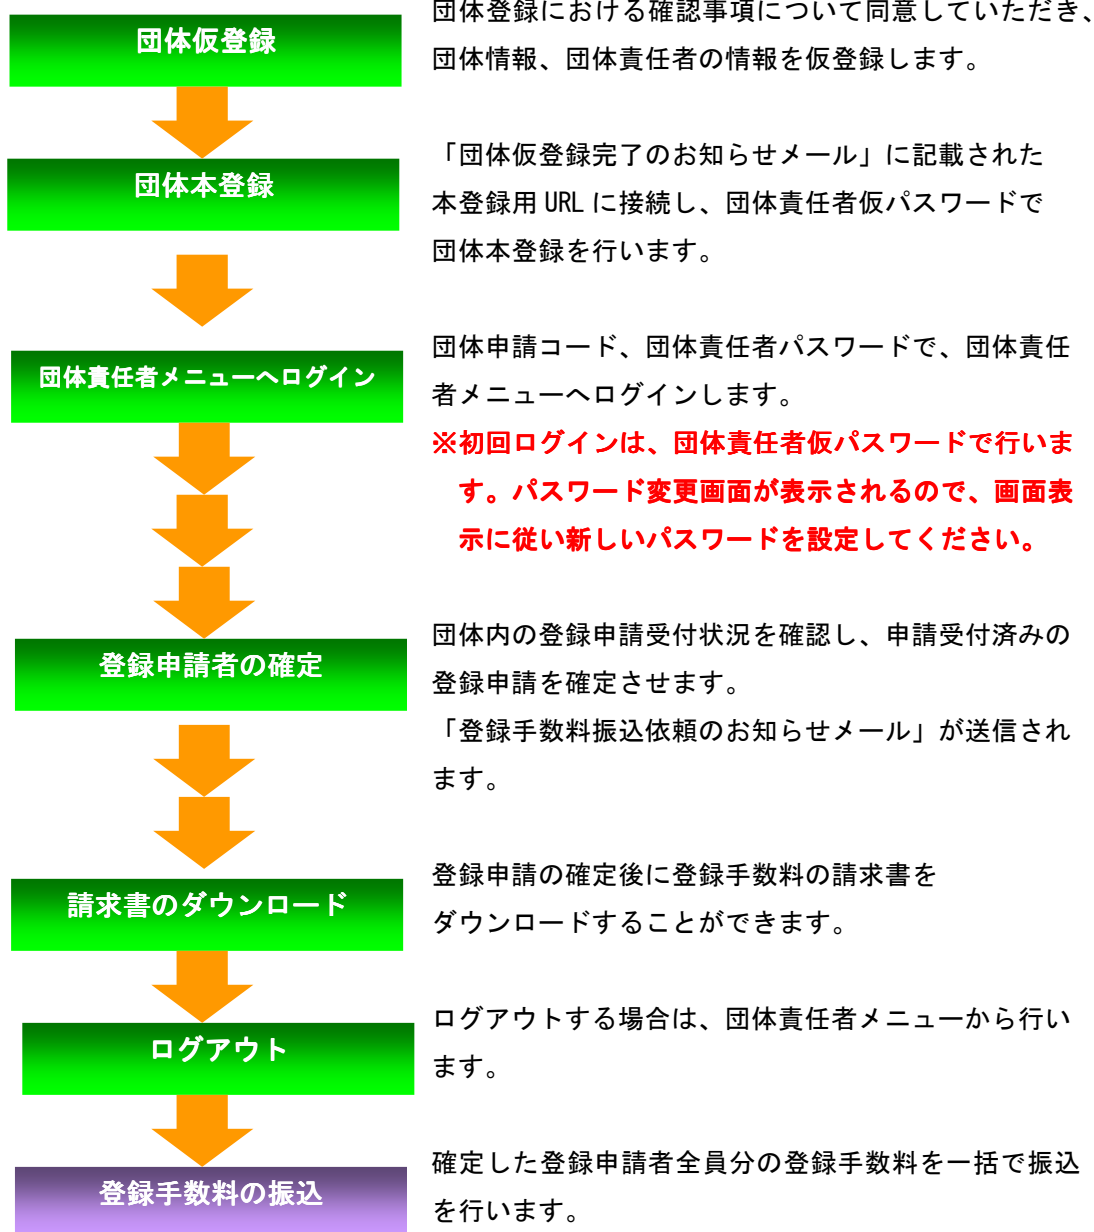 団体登録における確認事項について同意していただき、
団体仮登録
団体情報、団体責任者の情報を仮登録します。
「団体仮登録完了のお知らせメール」に記載された
団体本登録
本登録用 URL に接続し、団体責任者仮パスワードで
団体本登録を行います。
団体申請コード、団体責任者パスワードで、団体責任
団体責任者メニューへログイン
者メニューへログインします。
※初回ログインは、団体責任者仮パスワードで行いま
す。パスワード変更画面が表示されるので、画面表
示に従い新しいパスワードを設定してください。
団体内の登録申請受付状況を確認し、申請受付済みの
登録申請者の確定
登録申請を確定させます。
「登録手数料振込依頼のお知らせメール」が送信され
ます。
登録申請の確定後に登録手数料の請求書を
請求書のダウンロード
ダウンロードすることができます。
ログアウトする場合は、団体責任者メニューから行い
ログアウト
ます。
確定した登録申請者全員分の登録手数料を一括で振込
登録手数料の振込
を行います。